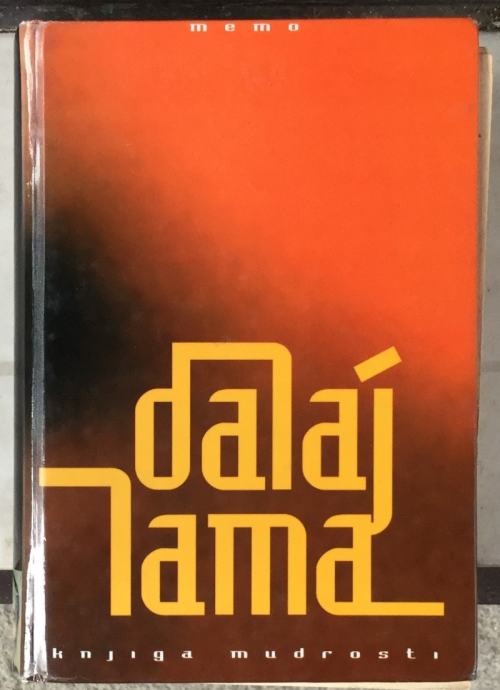 memo
dalaj
lama
knjiga mudrosti